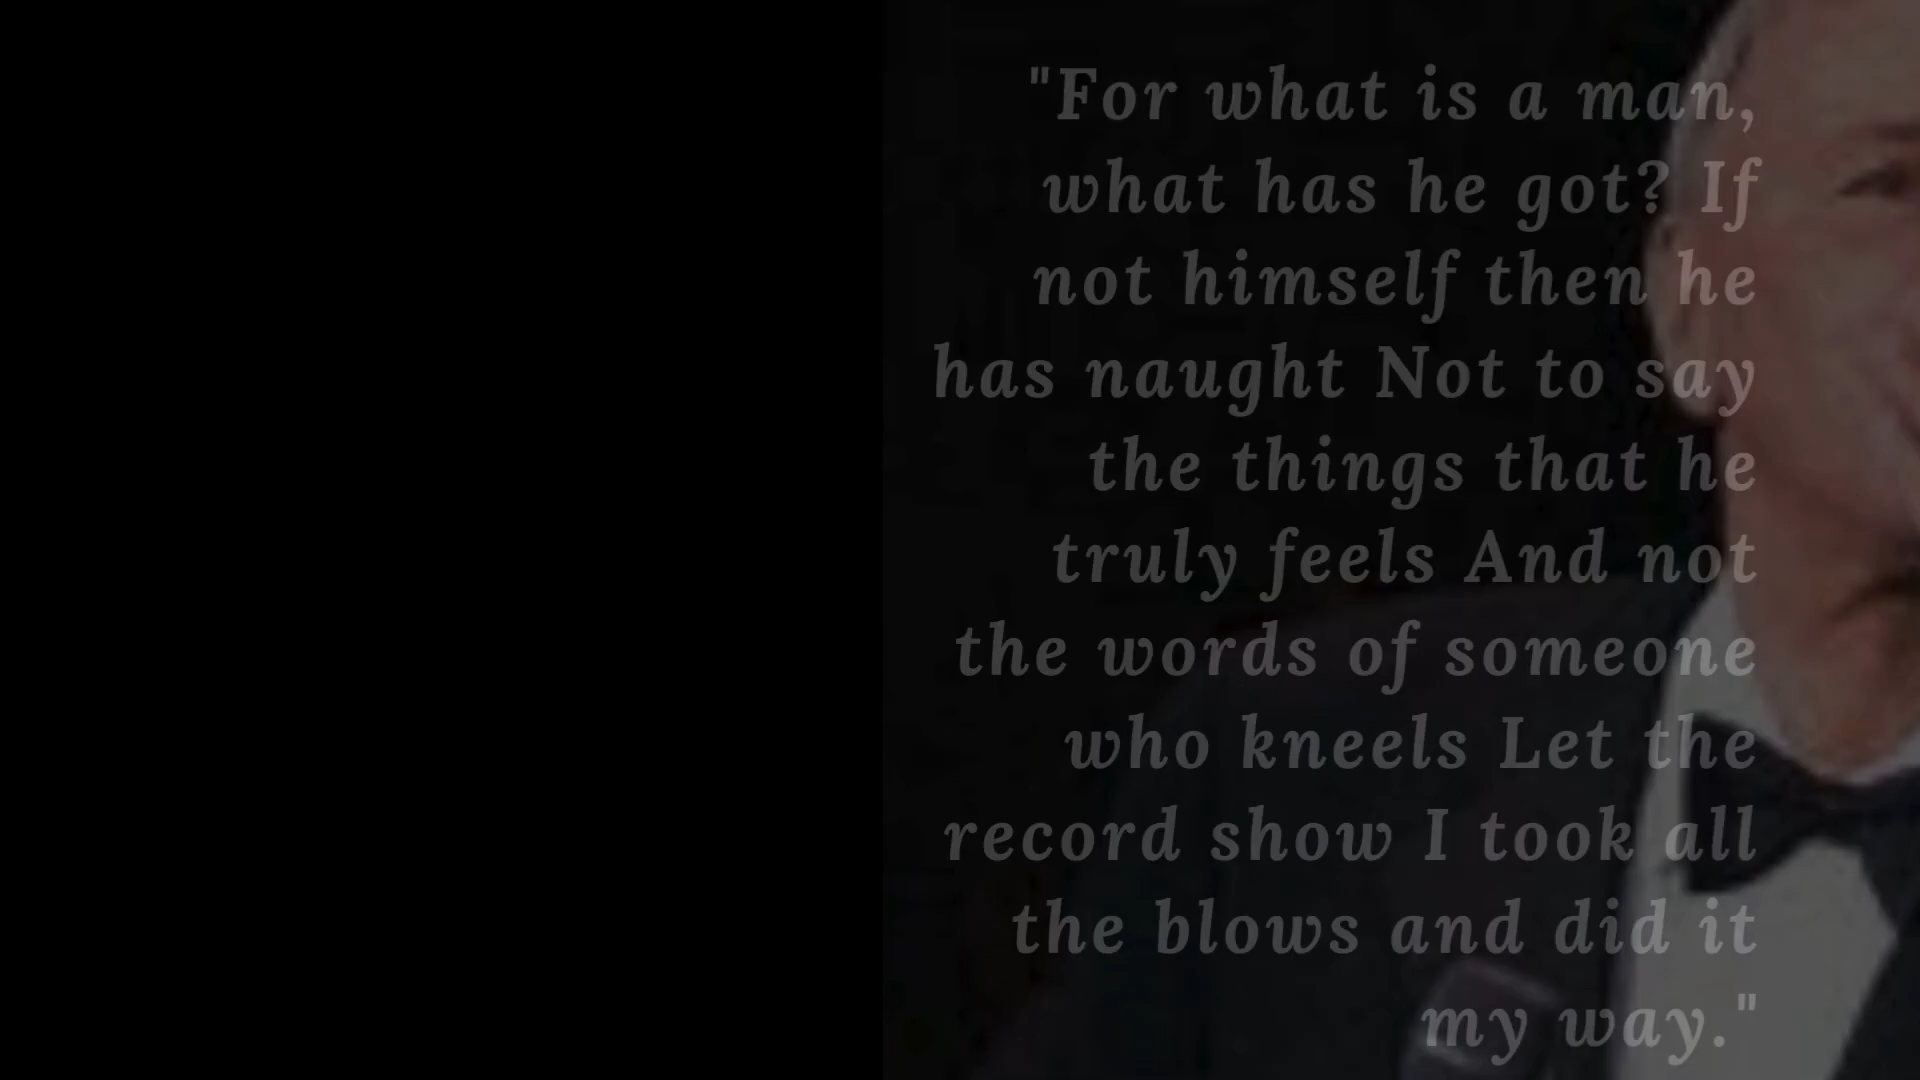 "For what is a man,
what has he got? If
not himself then he
has naught Not to say
the things that he
truly feels And not
the words of someone
who kneels Let the
record show I took all
the blows and did it
my way."